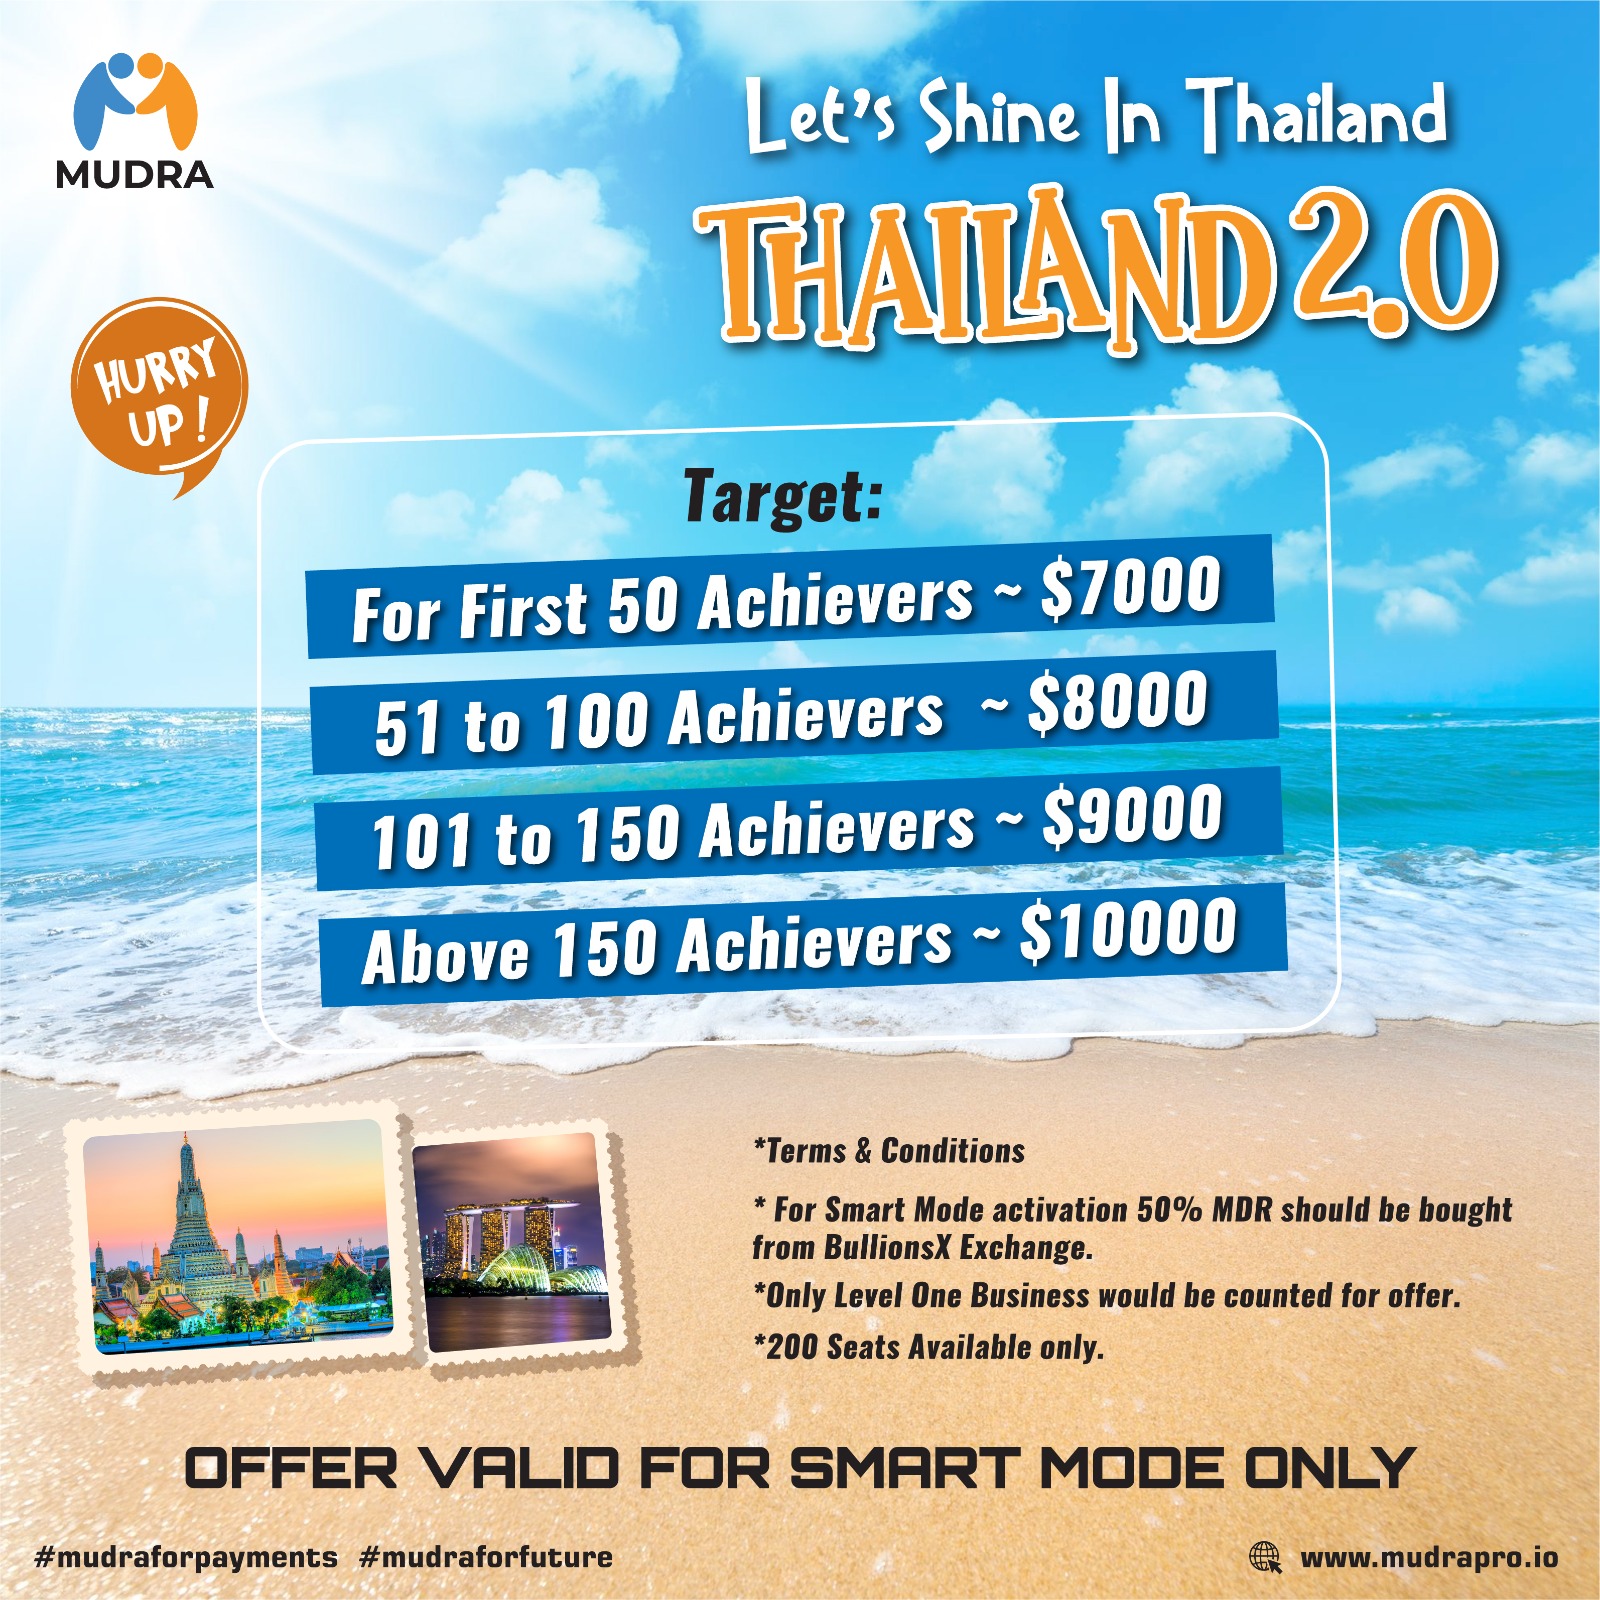 MUDRA
Let's Shine In Thailand
THAILAND 2.0
HURRY
UP!
Target:
For First 50 Achievers ~ $7000
51 to 100 Achievers ~ $8000
101 to 150 Achievers ~ $9000
Above 150 Achievers ~ $10000
*Terms & Conditions
* For Smart Mode activation 50% MDR should be bought
from BullionsX Exchange.
*Only Level One Business would be counted for offer.
*200 Seats Available only.
OFFER VALID FOR SMART MODE ONLY
#mudraforpayments #mudraforfuture
www.mudrapro.io